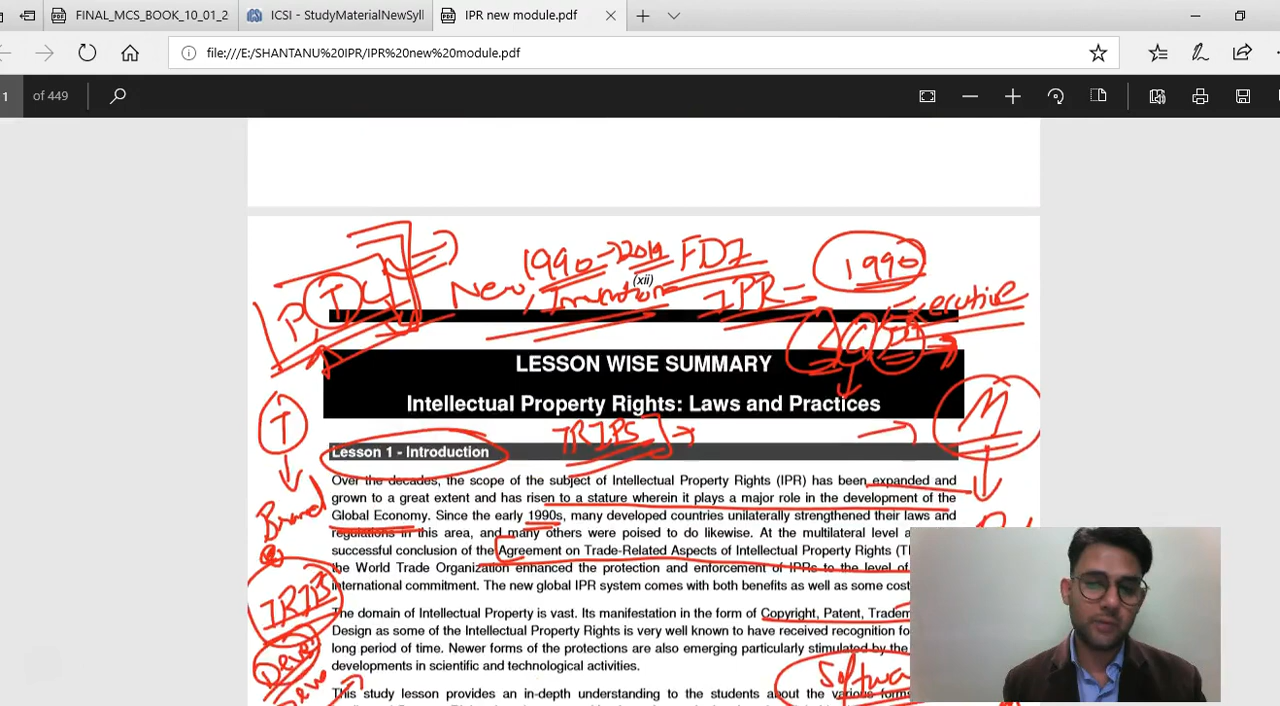 FINAL_MCS_BOOK_10_01_2
ICSI - StudyMaterialNewSyll
IPR new module.pdf
file:///E:/SHANTANU%20IPR/IPR%20new%20module.pdf
1 of 449
1990 → 2019 FDI
1990
(xii)
New, Invention
IPR
Executive
LESSON WISE SUMMARY
Intellectual Property Rights: Laws and Practices
T
M
TRIPS
Lesson 1 - Introduction
Over the decades, the scope of the subject of Intellectual Property Rights (IPR) has been expanded and
grown to a great extent and has risen to a stature wherein it plays a major role in the development of the
Global Economy. Since the early 1990s, many developed countries unilaterally strengthened their laws and
regulations in this area, and many others were poised to do likewise. At the multilateral level a
successful conclusion of the Agreement on Trade-Related Aspects of Intellectual Property Rights (T
the World Trade Organization enhanced the protection and enforcement of IPRs to the level of
international commitment. The new global IPR system comes with both benefits as well as some cost
Brand
TRIPS
The domain of Intellectual Property is vast. Its manifestation in the form of Copyright, Patent, Tradem
Design as some of the Intellectual Property Rights is very well known to have received recognition fo
long period of time. Newer forms of the protections are also emerging particularly stimulated by the
developments in scientific and technological activities.
Softwa
This study lesson provides an in-depth understanding to the students about the various forms